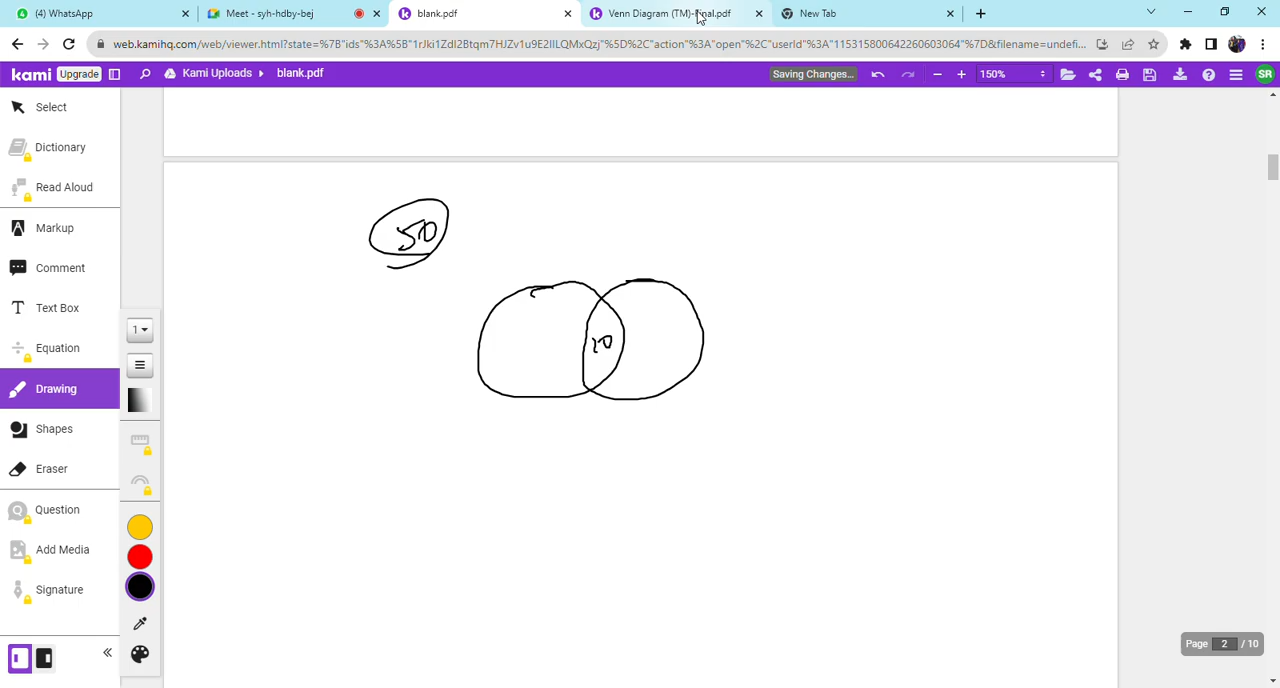 (4) WhatsApp
Meet - syh-hdby-bej
blank.pdf
Venn Diagram (TM)-Final.pdf
New Tab
web.kamihq.com/web/viewer.html?state=%7B"ids"%3A%5B"1rJki1ZdI2Btqm7HJZv1u9E2IILQMxQzj"%5D%2C"action"%3A"open"%2C"userId"%3A"115315800642260603064"%7D&filename=undefi...
kami Upgrade Kami Uploads blank.pdf Saving Changes... 150% SR
Select
Dictionary
Read Aloud
Markup
Comment
Text Box
Equation
Drawing
Shapes
Eraser
Question
Add Media
Signature
1
50
Page 2 / 10